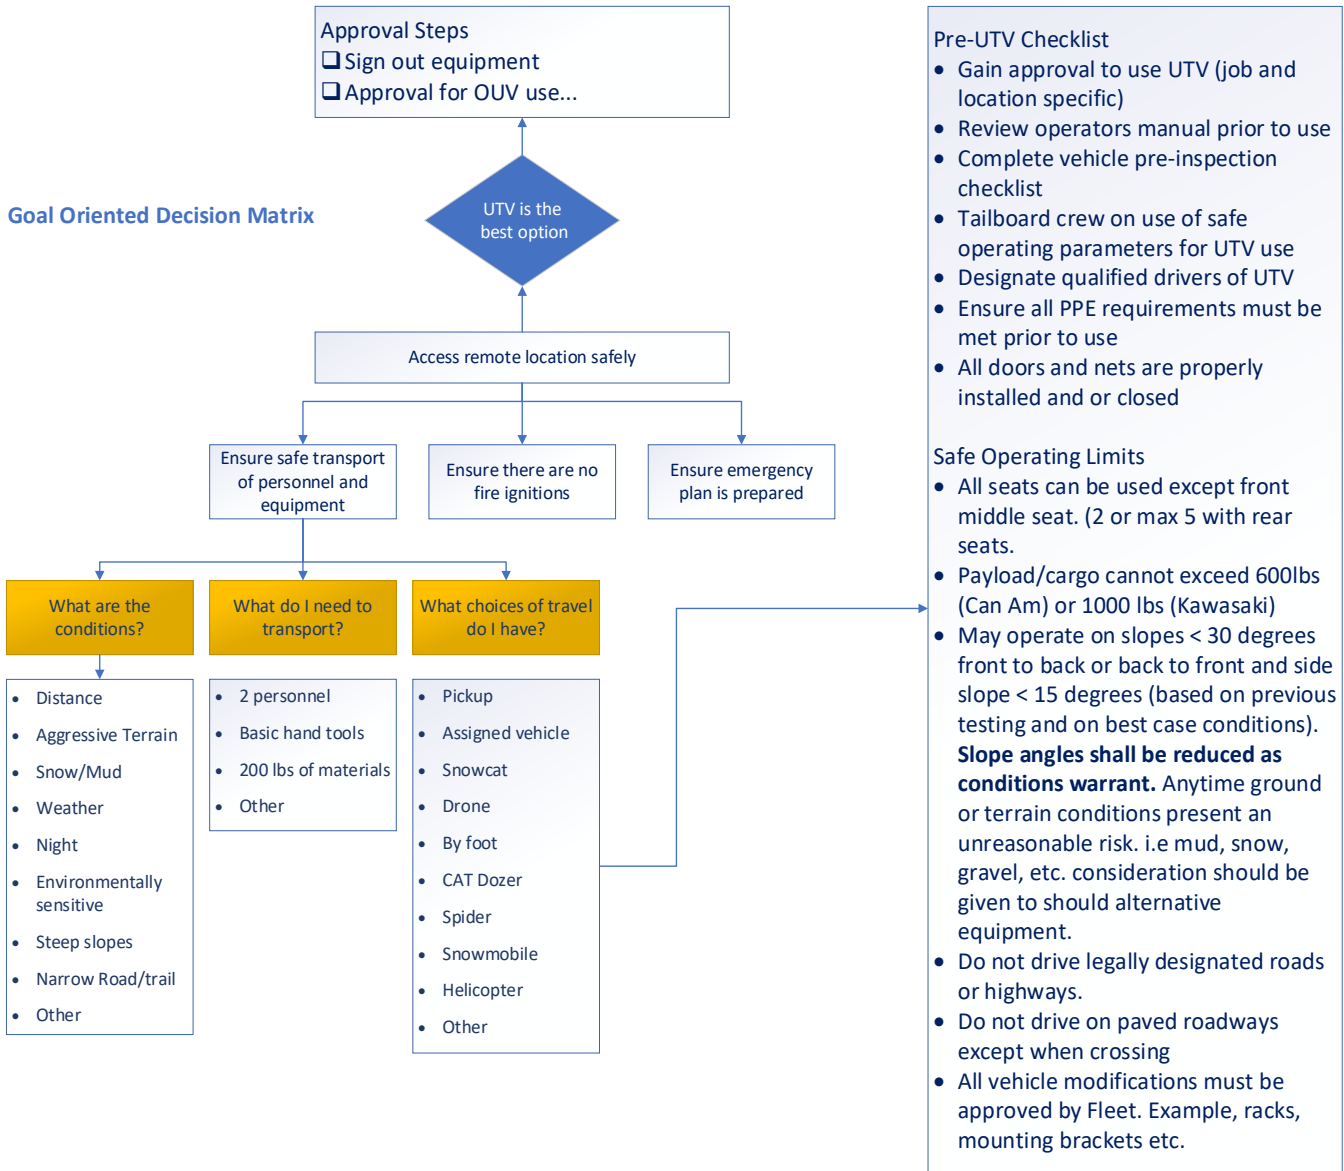 Approval Steps
❑ Sign out equipment
❑ Approval for OUV use...
Goal Oriented Decision Matrix
UTV is the
best option
Access remote location safely
Ensure safe transport
of personnel and
equipment
Ensure there are no
fire ignitions
Ensure emergency
plan is prepared
What are the
conditions?
What do I need to
transport?
What choices of travel
do I have?
• Distance
• Aggressive Terrain
• Snow/Mud
• Weather
• Night
• Environmentally
sensitive
• Steep slopes
• Narrow Road/trail
• Other
• 2 personnel
• Basic hand tools
• 200 lbs of materials
• Other
• Pickup
• Assigned vehicle
• Snowcat
• Drone
• By foot
• CAT Dozer
• Spider
• Snowmobile
• Helicopter
• Other
Pre-UTV Checklist
• Gain approval to use UTV (job and
location specific)
• Review operators manual prior to use
• Complete vehicle pre-inspection
checklist
• Tailboard crew on use of safe
operating parameters for UTV use
• Designate qualified drivers of UTV
• Ensure all PPE requirements must be
met prior to use
• All doors and nets are properly
installed and or closed
Safe Operating Limits
• All seats can be used except front
middle seat. (2 or max 5 with rear
seats.
• Payload/cargo cannot exceed 600lbs
(Can Am) or 1000 lbs (Kawasaki)
• May operate on slopes < 30 degrees
front to back or back to front and side
slope < 15 degrees (based on previous
testing and on best case conditions).
Slope angles shall be reduced as
conditions warrant. Anytime ground
or terrain conditions present an
unreasonable risk. i.e mud, snow,
gravel, etc. consideration should be
given to should alternative
equipment.
• Do not drive legally designated roads
or highways.
• Do not drive on paved roadways
except when crossing
• All vehicle modifications must be
approved by Fleet. Example, racks,
mounting brackets etc.